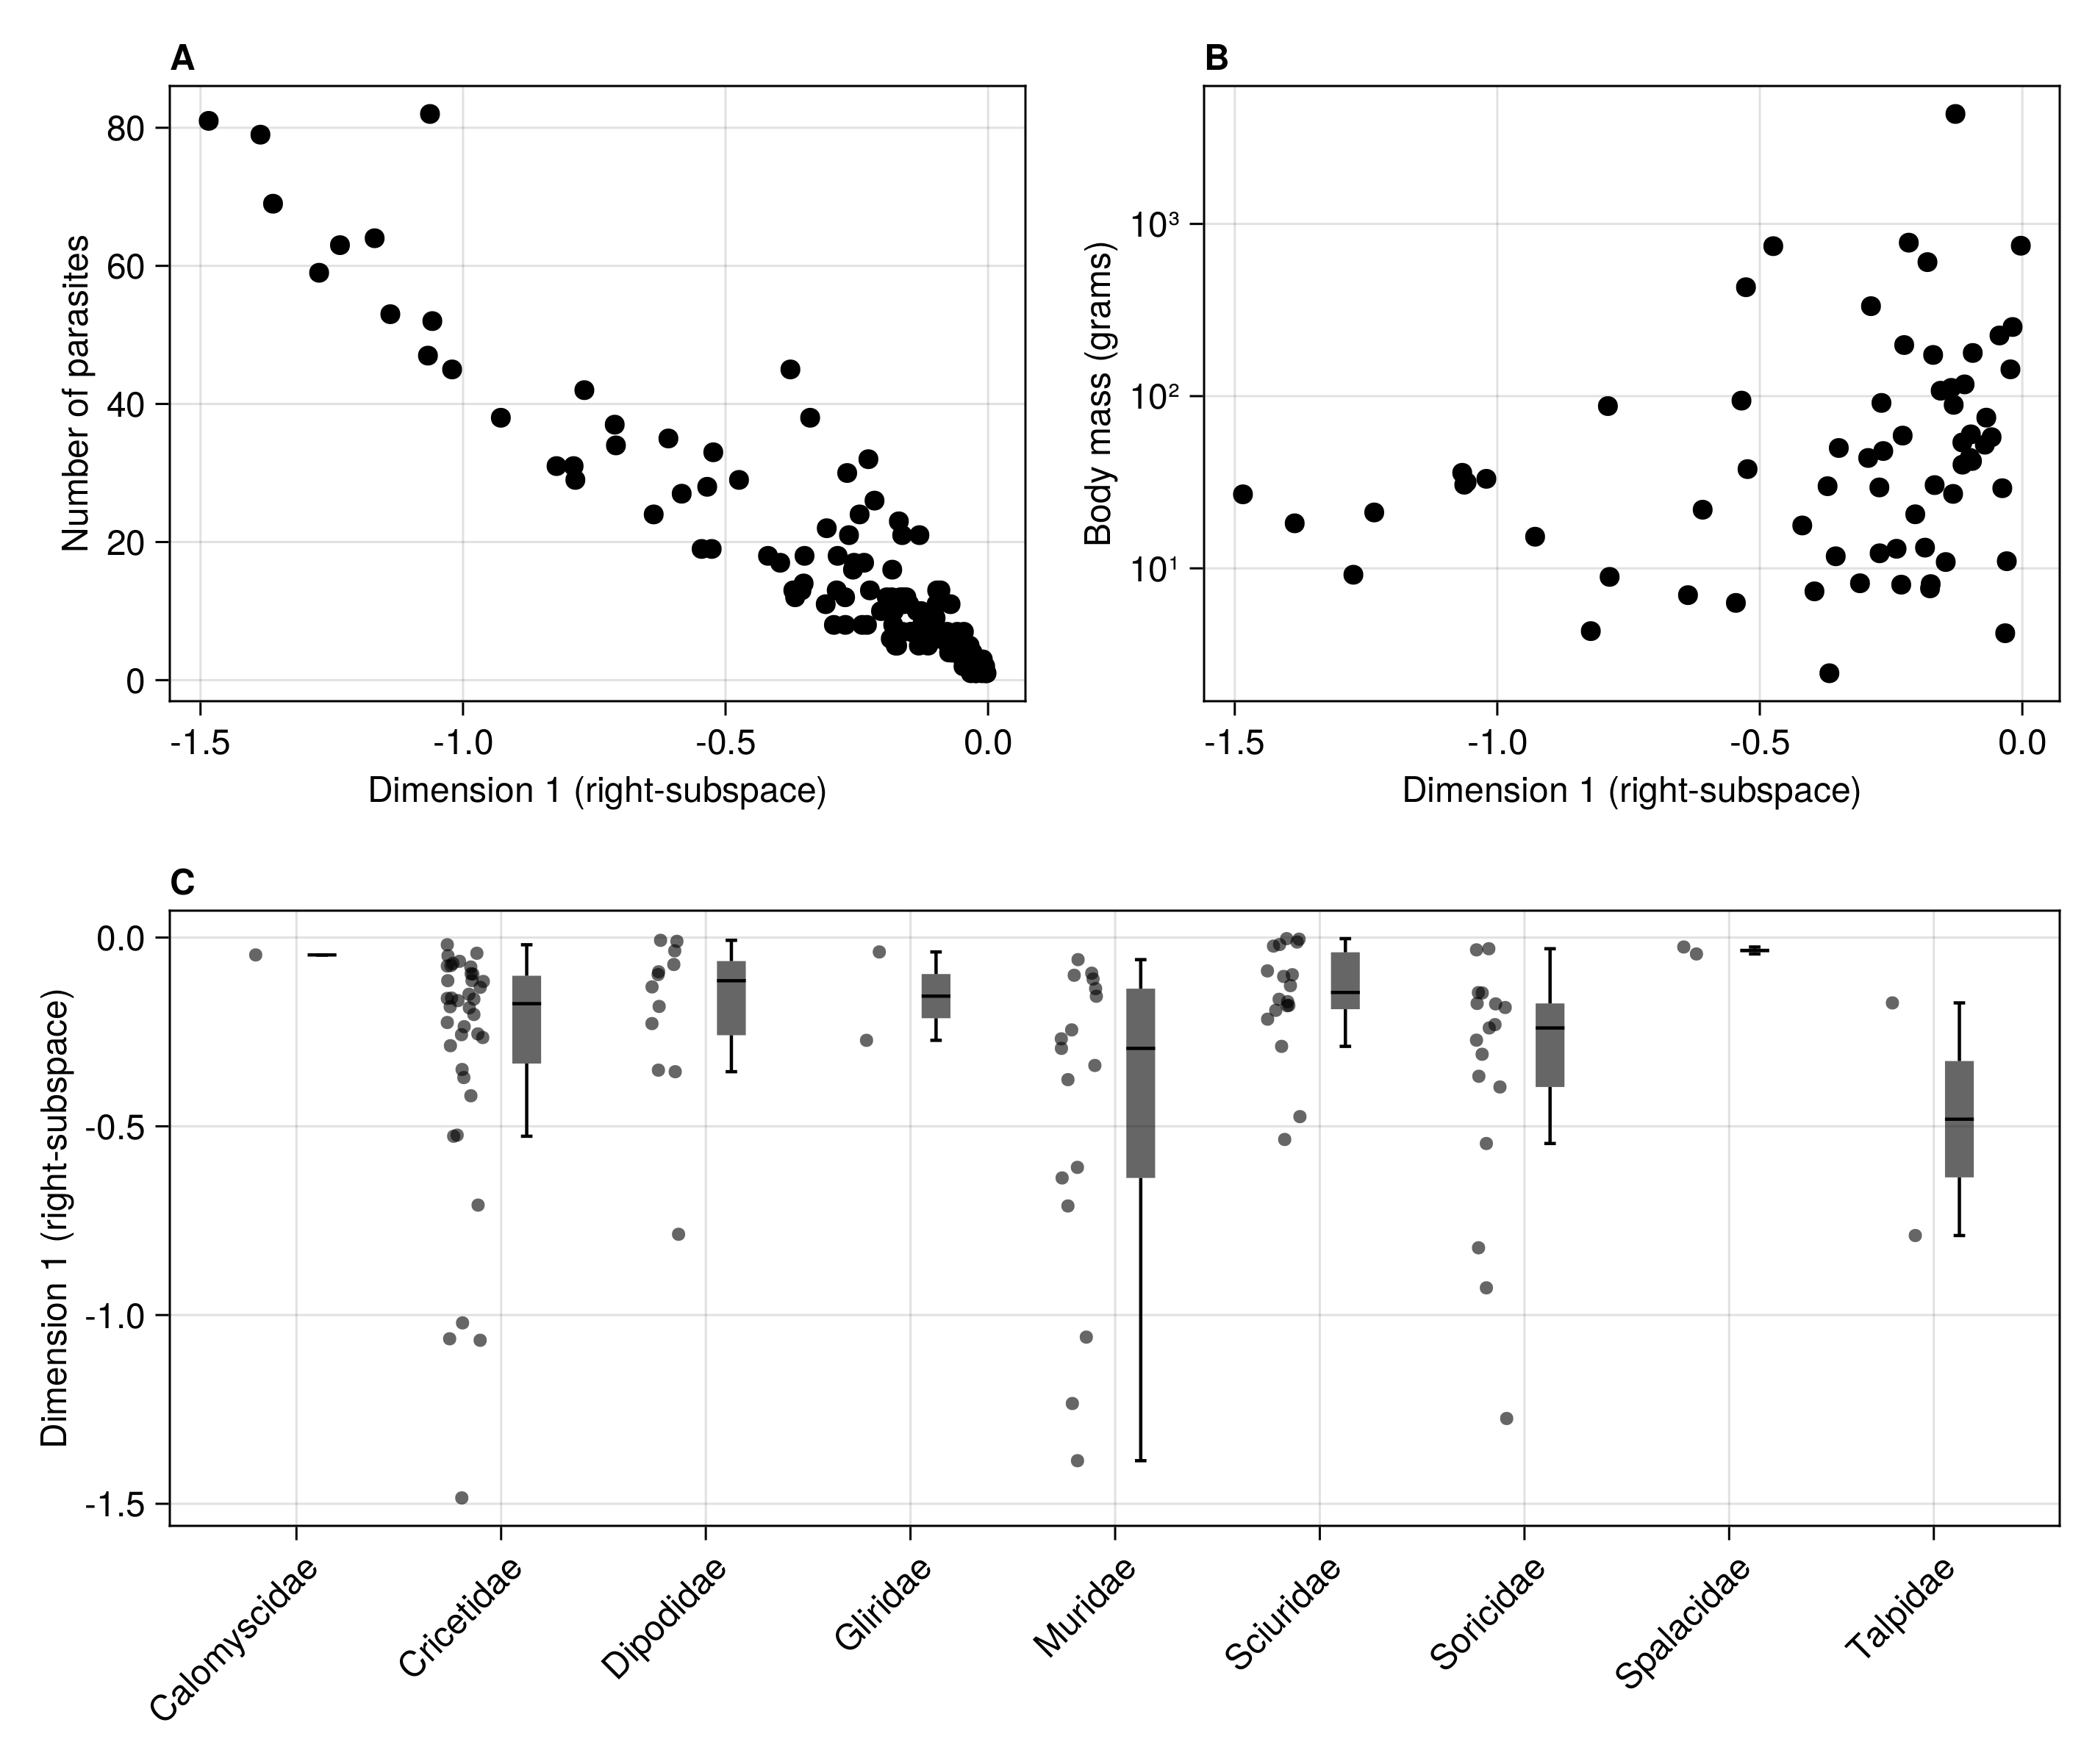 A
80
60
40
20
0
Number of parasites
-1.5 -1.0 -0.5 0.0
Dimension 1 (right-subspace)
B
10³
10²
10¹
Body mass (grams)
-1.5 -1.0 -0.5 0.0
Dimension 1 (right-subspace)
C
0.0
-0.5
-1.0
-1.5
Dimension 1 (right-subspace)
Calomyscidae
Cricetidae
Dipodidae
Gliridae
Muridae
Sciuridae
Soricidae
Spalacidae
Talpidae